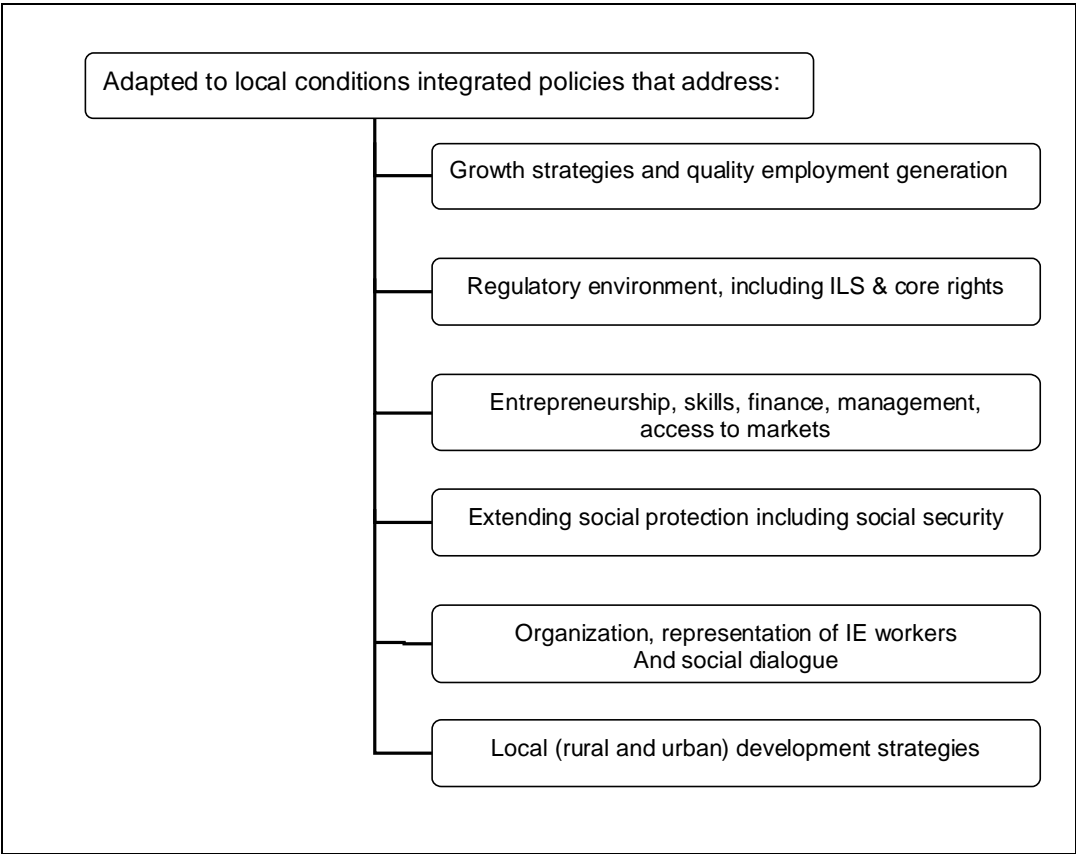 Adapted to local conditions integrated policies that address:
Growth strategies and quality employment generation
Regulatory environment, including ILS & core rights
Entrepreneurship, skills, finance, management,
access to markets
Extending social protection including social security
Organization, representation of IE workers
And social dialogue
Local (rural and urban) development strategies